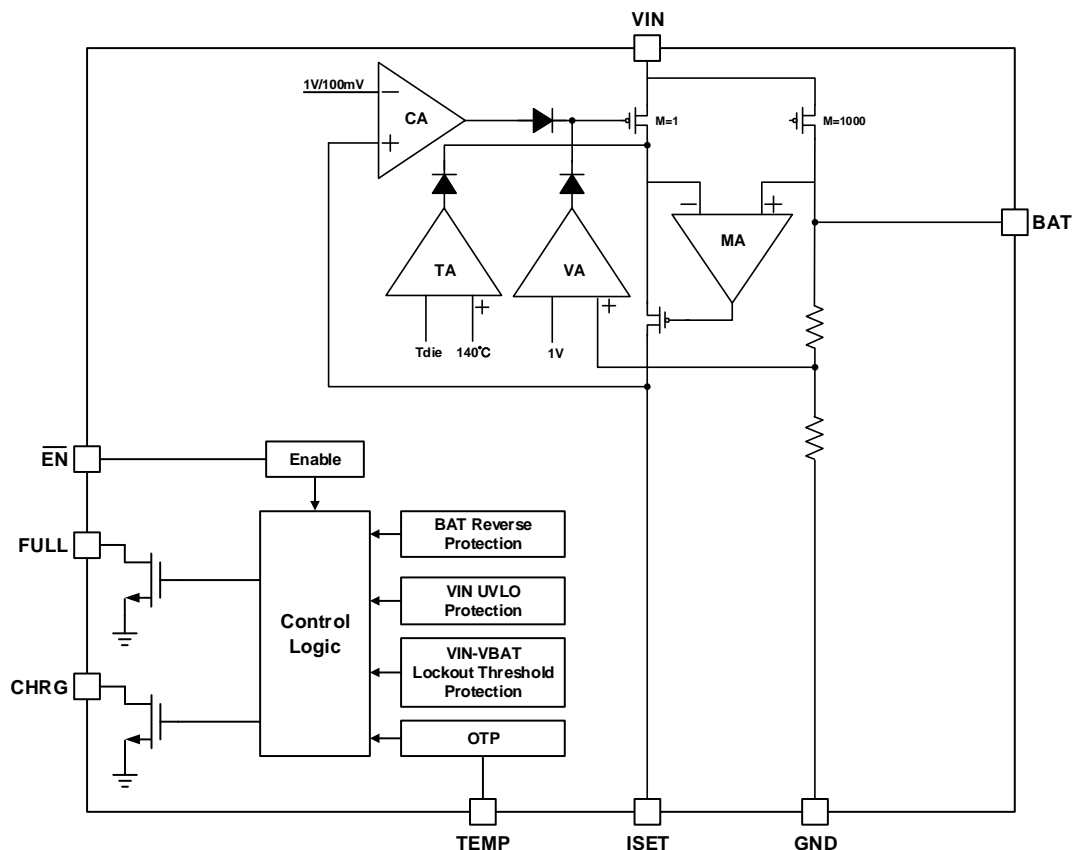 VIN
1V/100mV
−
CA
+
M=1
M=1000
−
+
MA
BAT
TA
VA
+
+
Tdie
140°C
1V
EN
Enable
FULL
BAT Reverse
Protection
VIN UVLO
Protection
Control
Logic
VIN-VBAT
Lockout Threshold
Protection
CHRG
OTP
TEMP
ISET
GND